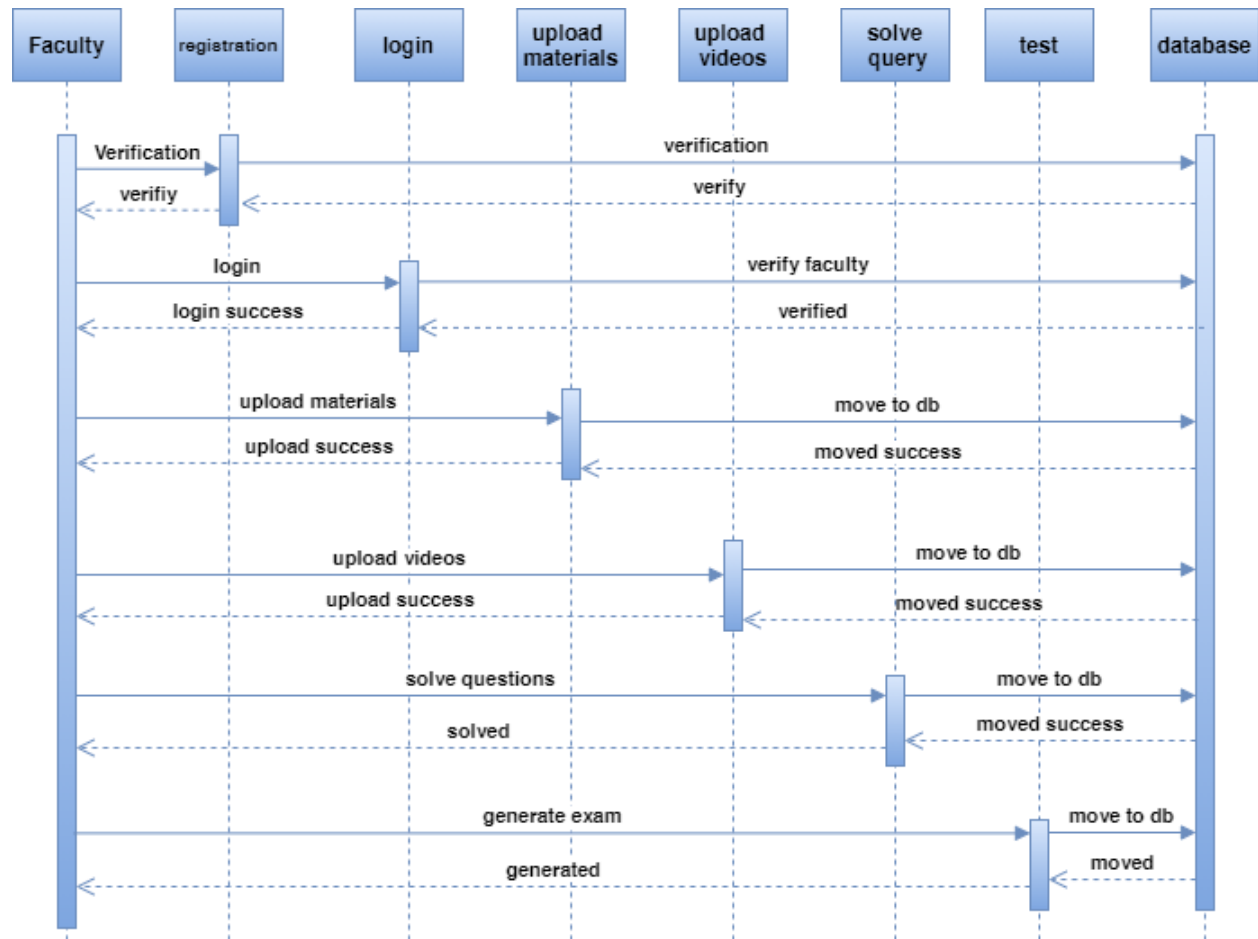 Faculty
registration
login
upload
materials
upload
videos
solve
query
test
database
Verification
verification
verifiy
verify
login
verify faculty
login success
verified
upload materials
move to db
upload success
moved success
upload videos
move to db
upload success
moved success
solve questions
move to db
solved
moved success
generate exam
move to db
generated
moved